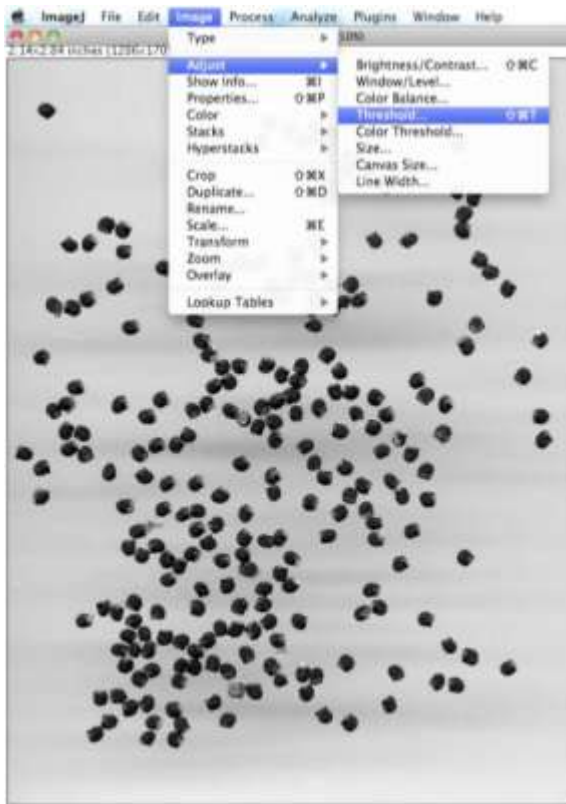 ImageJ File Edit Image Process Analyze Plugins Window Help
Type
Adjust
Show Info... ⌘I
Properties... ⇧⌘P
Color
Stacks
Hyperstacks
Crop ⇧⌘X
Duplicate... ⇧⌘D
Rename...
Scale... ⌘E
Transform
Zoom
Overlay
Lookup Tables
Brightness/Contrast... ⇧⌘C
Window/Level...
Color Balance...
Threshold... ⇧⌘T
Color Threshold...
Size...
Canvas Size...
Line Width...